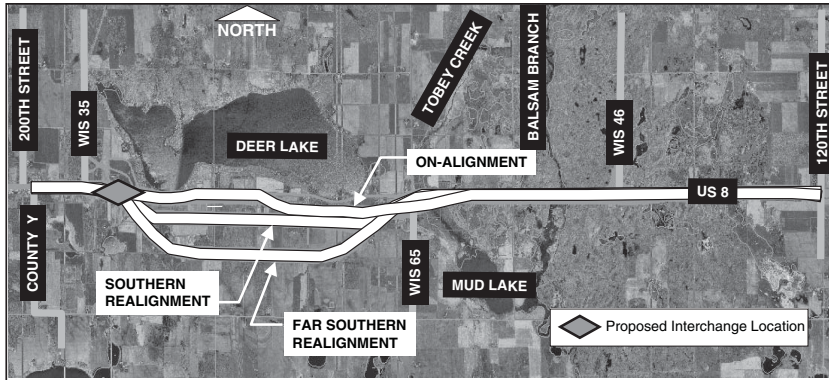 NORTH
200TH STREET
WIS 35
DEER LAKE
TOBEY CREEK
BALSAM BRANCH
WIS 46
120TH STREET
ON-ALIGNMENT
US 8
COUNTY Y
SOUTHERN
REALIGNMENT
FAR SOUTHERN
REALIGNMENT
WIS 65
MUD LAKE
Proposed Interchange Location